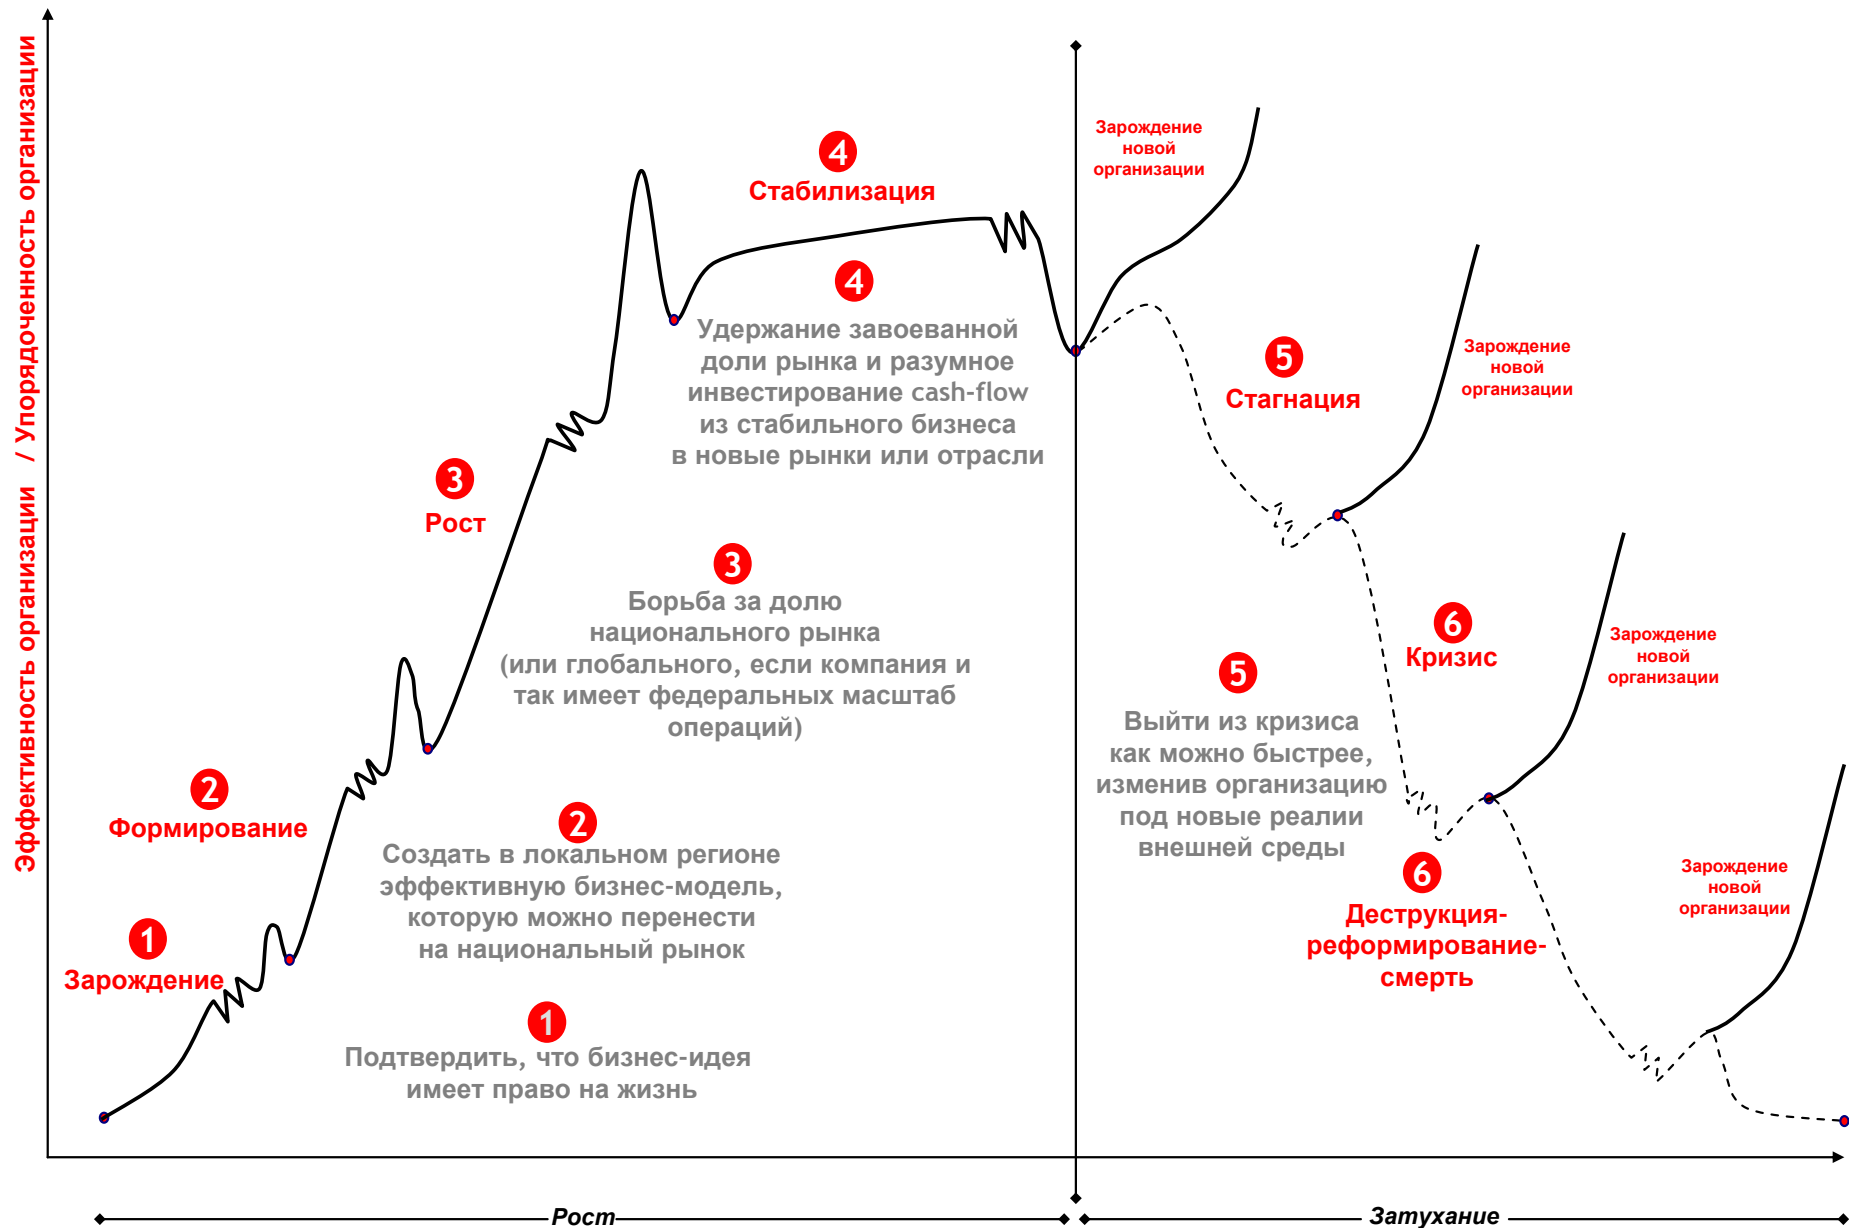 Эффективность организации / Упорядоченность организации
4
Стабилизация
Зарождение
новой
организации
4
Удержание завоеванной
доли рынка и разумное
инвестирование cash-flow
из стабильного бизнеса
в новые рынки или отрасли
5
Стагнация
Зарождение
новой
организации
3
Рост
3
Борьба за долю
национального рынка
(или глобального, если компания и
так имеет федеральных масштаб
операций)
6
Кризис
Зарождение
новой
организации
5
Выйти из кризиса
как можно быстрее,
изменив организацию
под новые реалии
внешней среды
2
Формирование
2
Создать в локальном регионе
эффективную бизнес-модель,
которую можно перенести
на национальный рынок
6
Деструкция-
реформирование-
смерть
Зарождение
новой
организации
1
Зарождение
1
Подтвердить, что бизнес-идея
имеет право на жизнь
Рост
Затухание